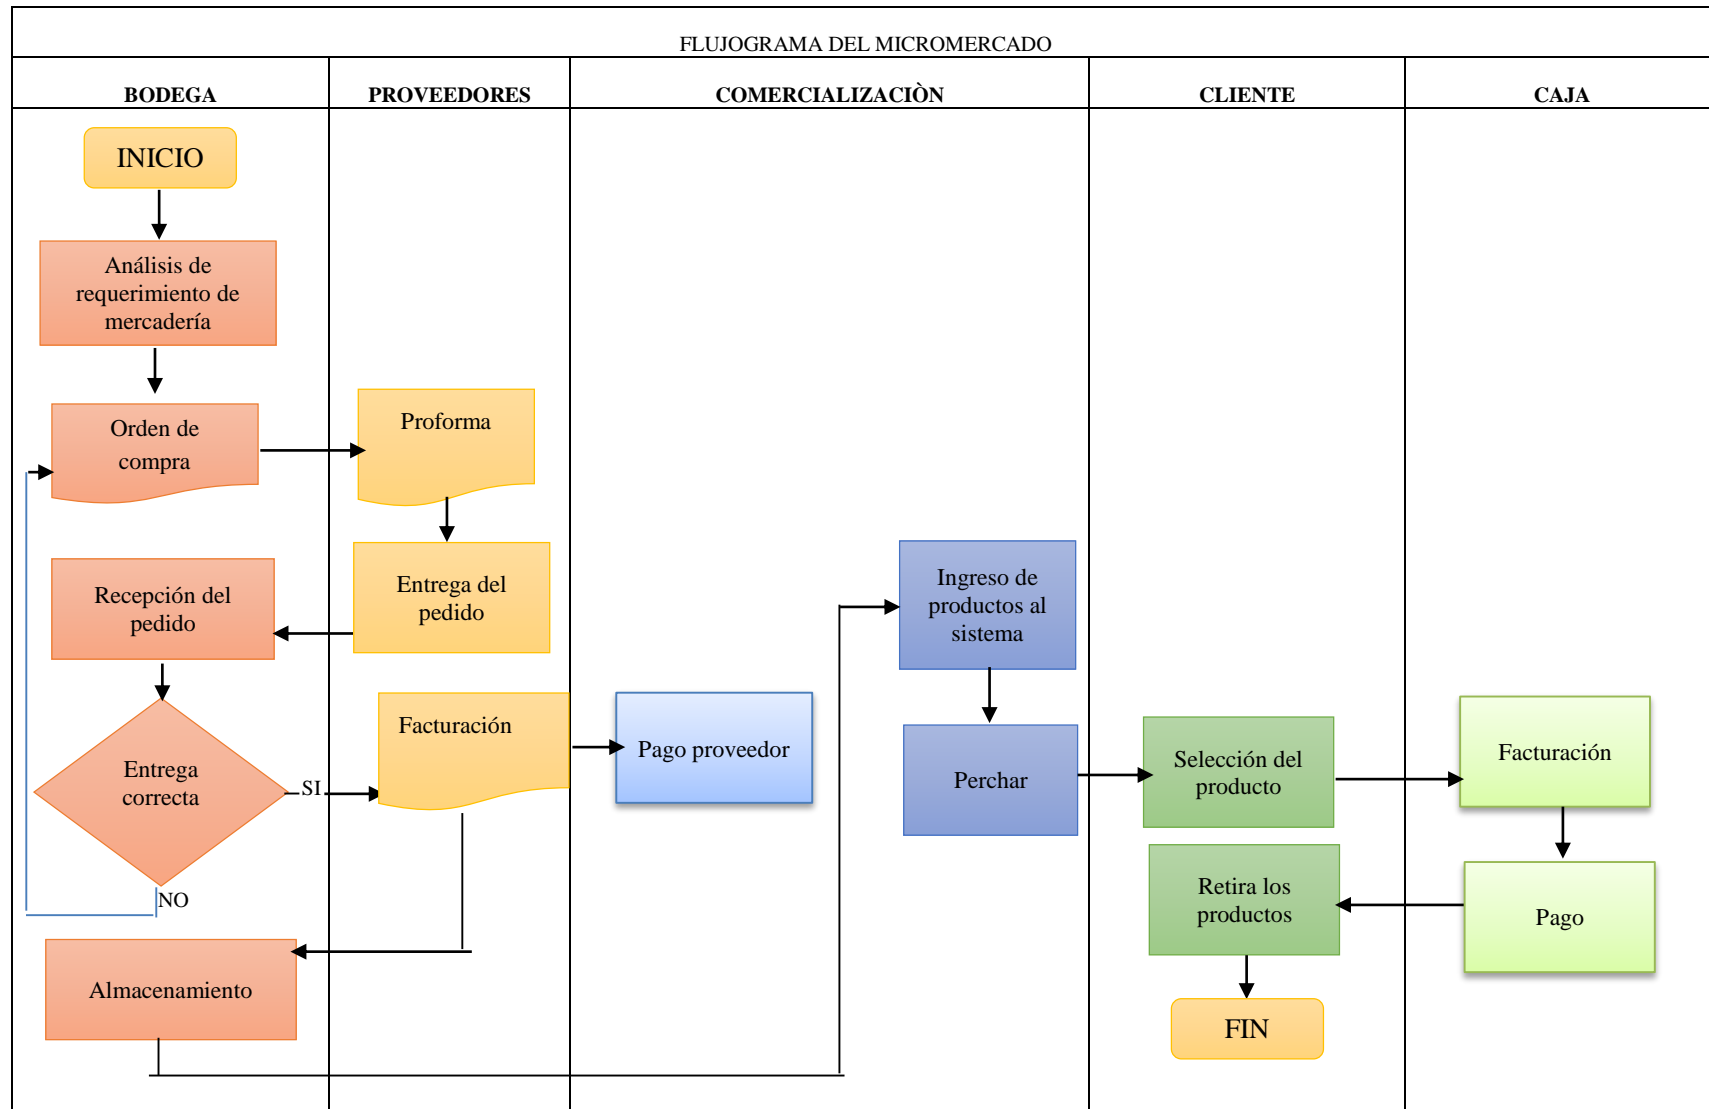 FLUJOGRAMA DEL MICROMERCADO
BODEGA
PROVEEDORES
COMERCIALIZACIÒN
CLIENTE
CAJA
INICIO
Análisis de
requerimiento de
mercadería
Orden de
compra
Proforma
Entrega del
pedido
Recepción del
pedido
Entrega
correcta
SI
NO
Facturación
Pago proveedor
Almacenamiento
Ingreso de
productos al
sistema
Perchar
Selección del
producto
Facturación
Pago
Retira los
productos
FIN